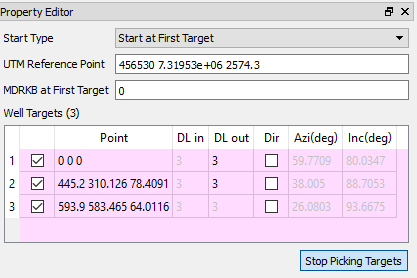 Property Editor
Start Type Start at First Target
UTM Reference Point 456530 7.31953e+06 2574.3
MDRKB at First Target 0
Well Targets (3)
Point DL in DL out Dir Azi(deg) Inc(deg)
1 0 0 0 3 3 59.7709 80.0347
2 445.2 310.126 78.4091 3 3 38.005 88.7053
3 593.9 583.465 64.0116 3 3 26.0803 93.6675
Stop Picking Targets